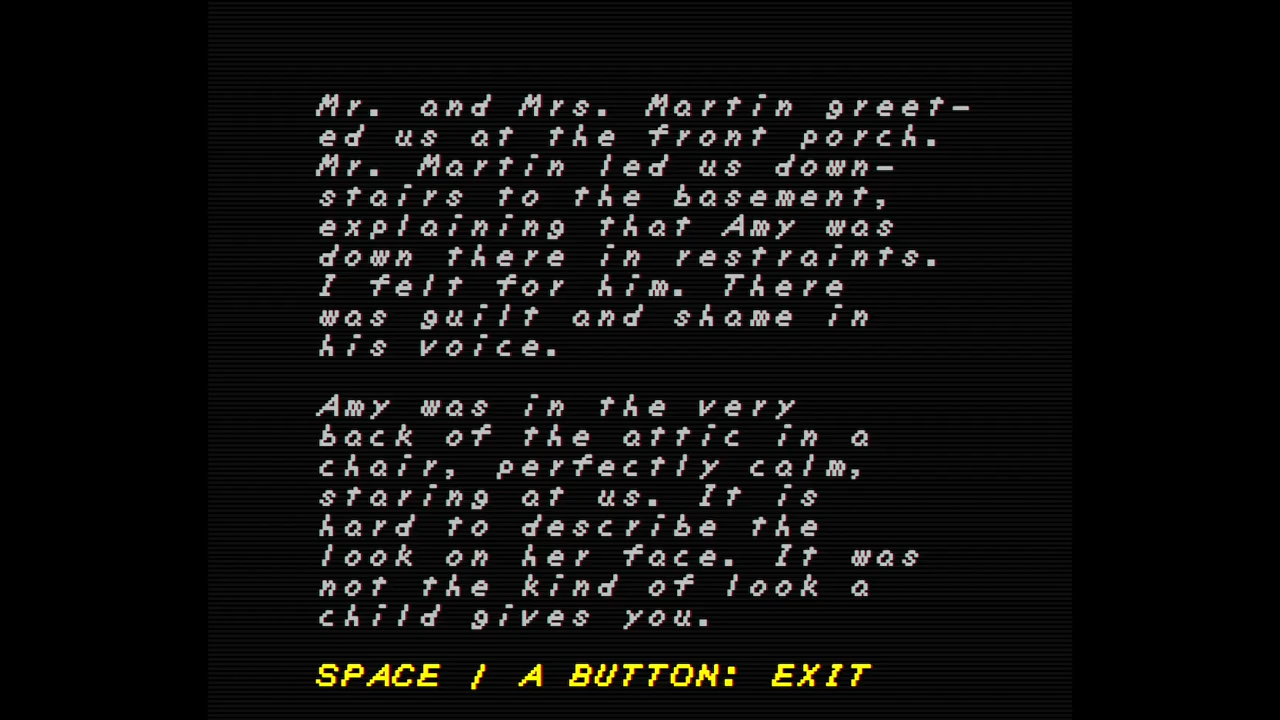 Mr. and Mrs. Martin greet-
ed us at the front porch.
Mr. Martin led us down-
stairs to the basement,
explaining that Amy was
down there in restraints.
I felt for him. There
was guilt and shame in
his voice.
Amy was in the very
back of the attic in a
chair, perfectly calm,
staring at us. It is
hard to describe the
look on her face. It was
not the kind of look a
child gives you.
SPACE / A BUTTON: EXIT